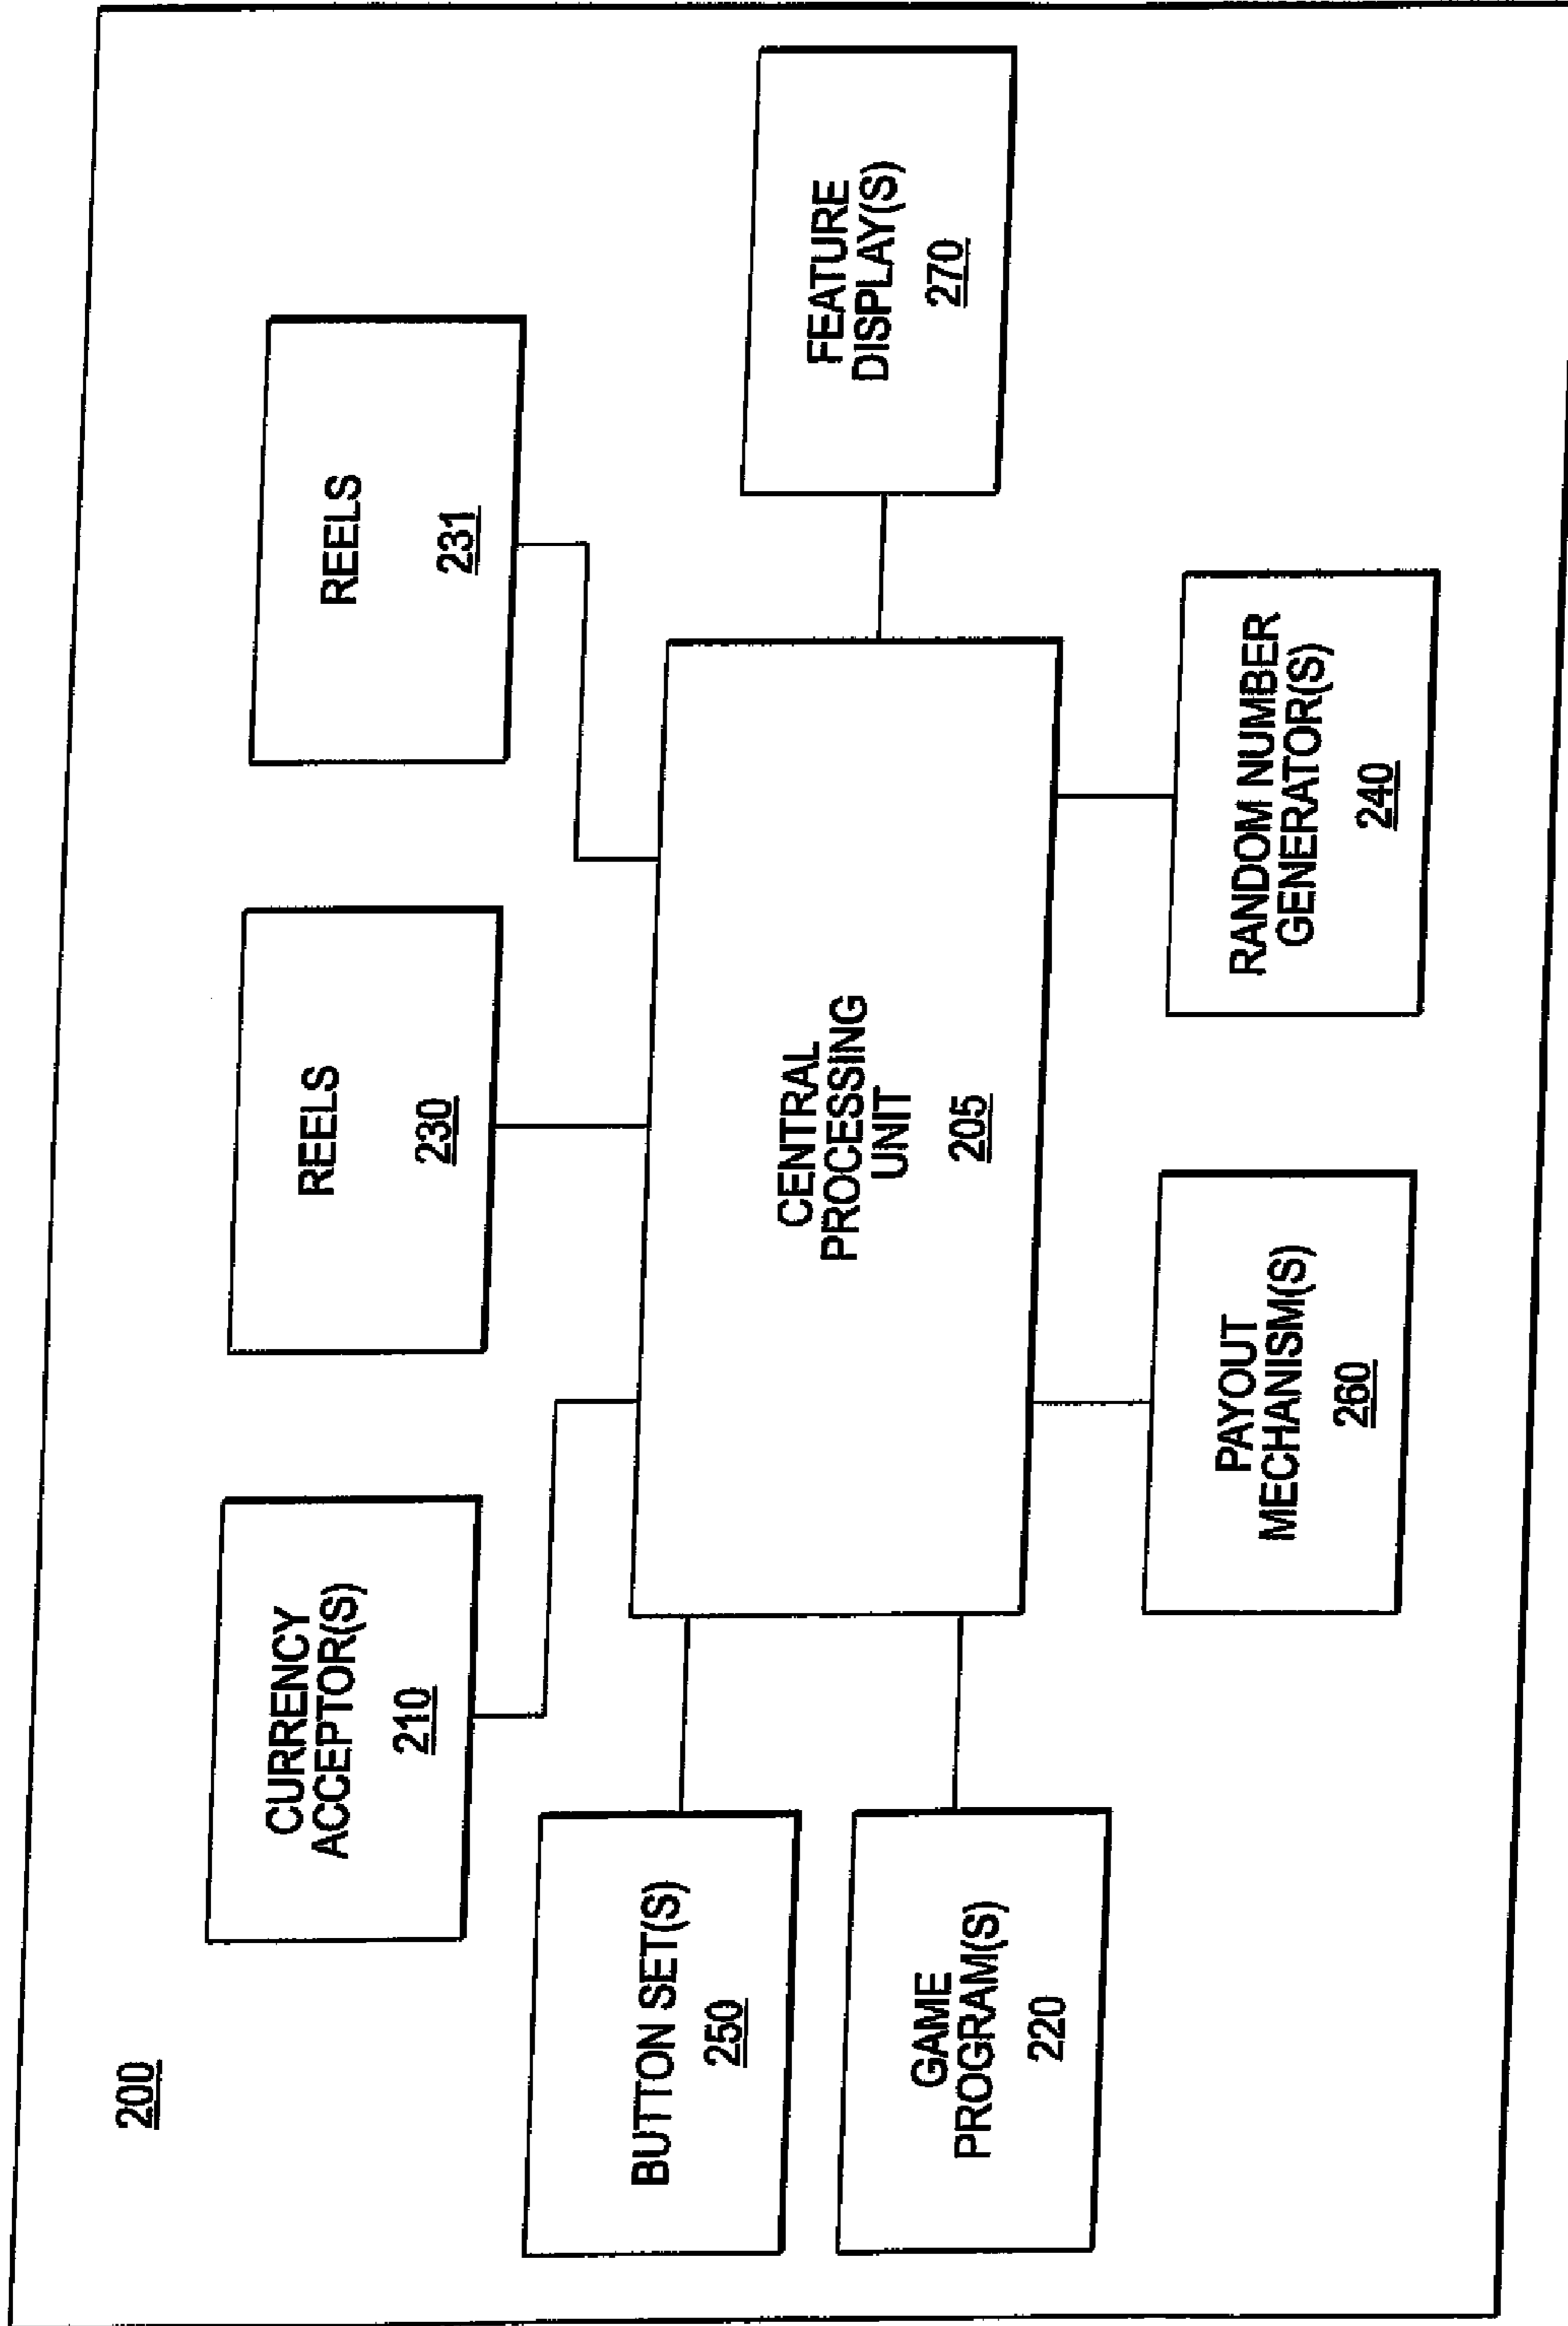 200
CURRENCY
ACCEPTOR(S)
210
REELS
230
REELS
231
BUTTON SET(S)
250
GAME
PROGRAM(S)
220
CENTRAL
PROCESSING
UNIT
205
FEATURE
DISPLAY(S)
270
PAYOUT
MECHANISM(S)
260
RANDOM NUMBER
GENERATOR(S)
240